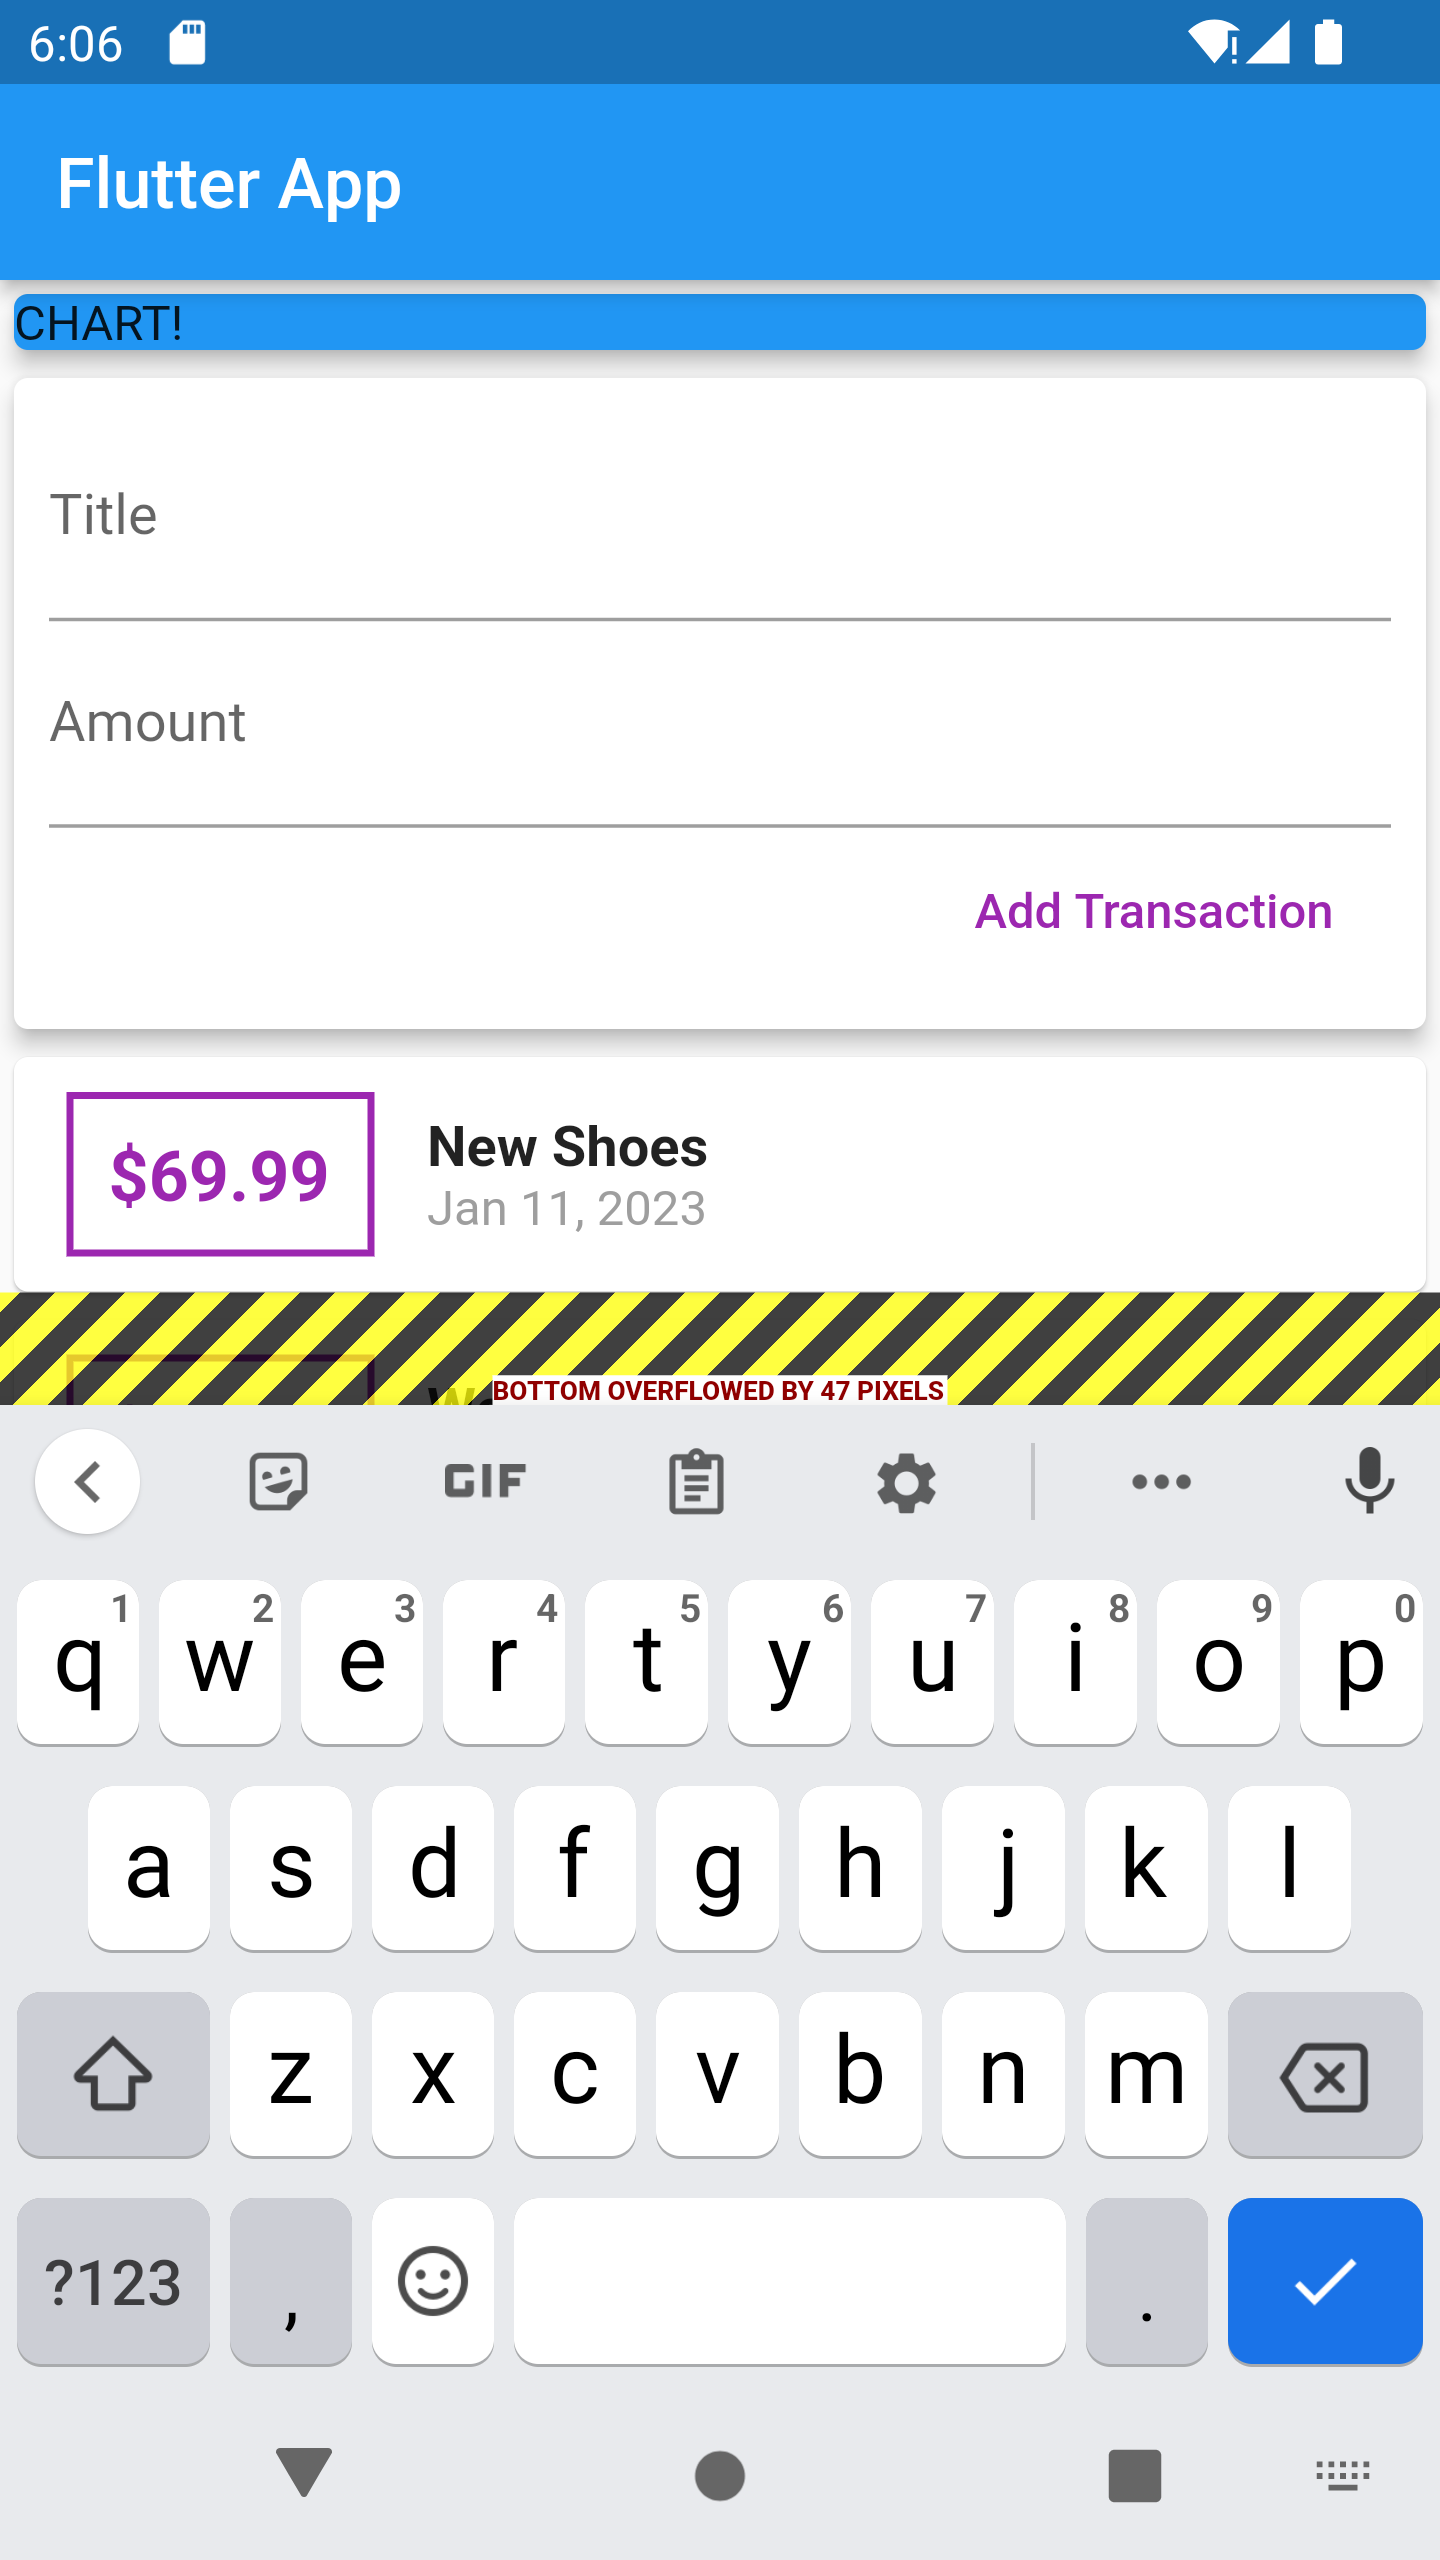 6:06
Flutter App
CHART!
Title
Amount
Add Transaction
$69.99
New Shoes
Jan 11, 2023
BOTTOM OVERFLOWED BY 47 PIXELS
GIF
1 2 3 4 5 6 7 8 9 0
q w e r t y u i o p
a s d f g h j k l
z x c v b n m
?123 , .